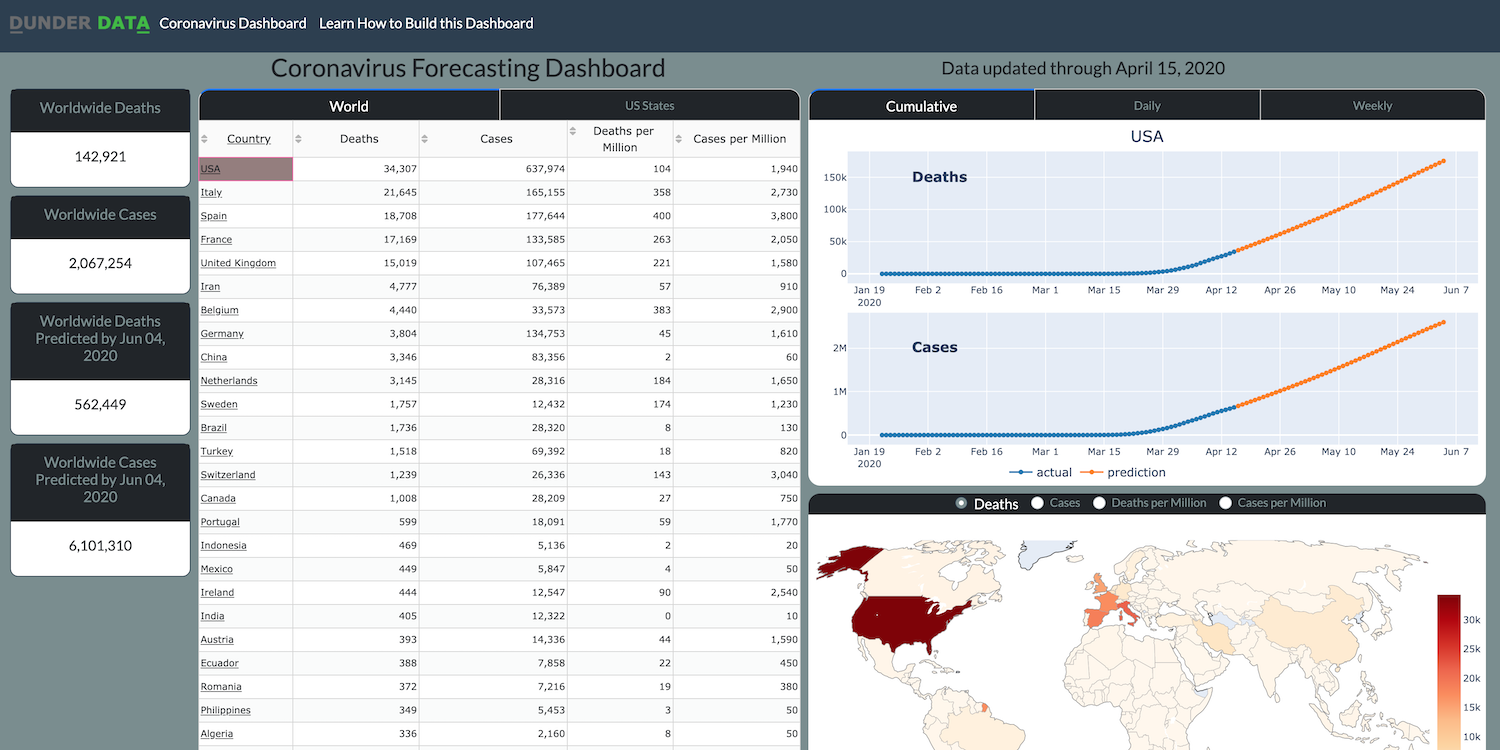 DUNDER DATA Coronavirus Dashboard Learn How to Build this Dashboard
Coronavirus Forecasting Dashboard
Data updated through April 15, 2020
Worldwide Deaths
142,921
Worldwide Cases
2,067,254
Worldwide Deaths
Predicted by Jun 04,
2020
562,449
Worldwide Cases
Predicted by Jun 04,
2020
6,101,310
World US States
Country Deaths Cases Deaths per Million Cases per Million
USA 34,307 637,974 104 1,940
Italy 21,645 165,155 358 2,730
Spain 18,708 177,644 400 3,800
France 17,169 133,585 263 2,050
United Kingdom 15,019 107,465 221 1,580
Iran 4,777 76,389 57 910
Belgium 4,440 33,573 383 2,900
Germany 3,804 134,753 45 1,610
China 3,346 83,356 2 60
Netherlands 3,145 28,316 184 1,650
Sweden 1,757 12,432 174 1,230
Brazil 1,736 28,320 8 130
Turkey 1,518 69,392 18 820
Switzerland 1,239 26,336 143 3,040
Canada 1,008 28,209 27 750
Portugal 599 18,091 59 1,770
Indonesia 469 5,136 2 20
Mexico 449 5,847 4 50
Ireland 444 12,547 90 2,540
India 405 12,322 0 10
Austria 393 14,336 44 1,590
Ecuador 388 7,858 22 450
Romania 372 7,216 19 380
Philippines 349 5,453 3 50
Algeria 336 2,160 8 50
Cumulative Daily Weekly
USA
Deaths
150k
100k
50k
0
Jan 19 Feb 2 Feb 16 Mar 1 Mar 15 Mar 29 Apr 12 Apr 26 May 10 May 24 Jun 7
2020
Cases
2M
1M
0
Jan 19 Feb 2 Feb 16 Mar 1 Mar 15 Mar 29 Apr 12 Apr 26 May 10 May 24 Jun 7
2020
actual prediction
Deaths Cases Deaths per Million Cases per Million
30k
25k
20k
15k
10k